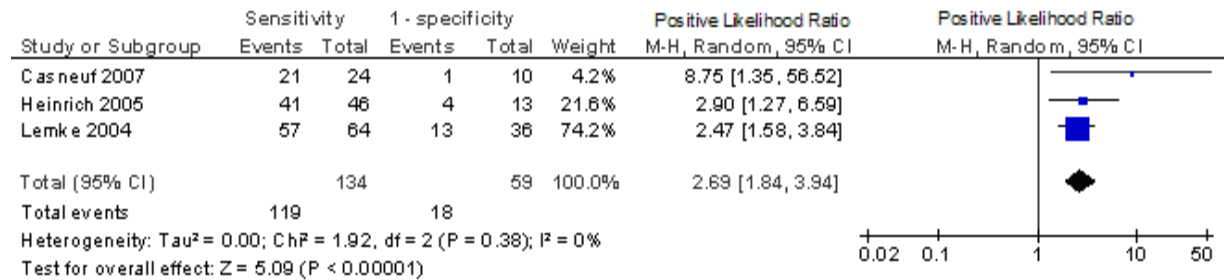 Sensitivity 1 - specificity Positive Likelihood Ratio Positive Likelihood Ratio
Study or Subgroup Events Total Events Total Weight M-H, Random, 95% CI M-H, Random, 95% CI
Casneuf 2007 21 24 1 10 4.2% 8.75 [1.35, 56.52]
Heinrich 2005 41 46 4 13 21.6% 2.90 [1.27, 6.59]
Lemke 2004 57 64 13 36 74.2% 2.47 [1.58, 3.84]
Total (95% CI) 134 59 100.0% 2.69 [1.84, 3.94]
Total events 119 18
Heterogeneity: Tau² = 0.00; Chi² = 1.92, df = 2 (P = 0.38); I² = 0%
Test for overall effect: Z = 5.09 (P < 0.00001)
0.02 0.1 1 10 50